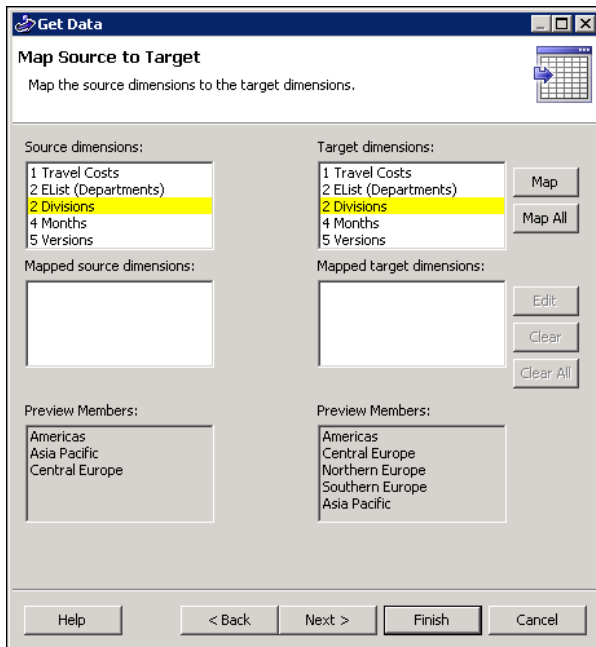 Get Data
Map Source to Target
Map the source dimensions to the target dimensions.
Source dimensions:
1 Travel Costs
2 EList (Departments)
2 Divisions
4 Months
5 Versions
Target dimensions:
1 Travel Costs
2 EList (Departments)
2 Divisions
4 Months
5 Versions
Map
Map All
Mapped source dimensions:
Mapped target dimensions:
Edit
Clear
Clear All
Preview Members:
Americas
Asia Pacific
Central Europe
Preview Members:
Americas
Central Europe
Northern Europe
Southern Europe
Asia Pacific
Help
< Back
Next >
Finish
Cancel